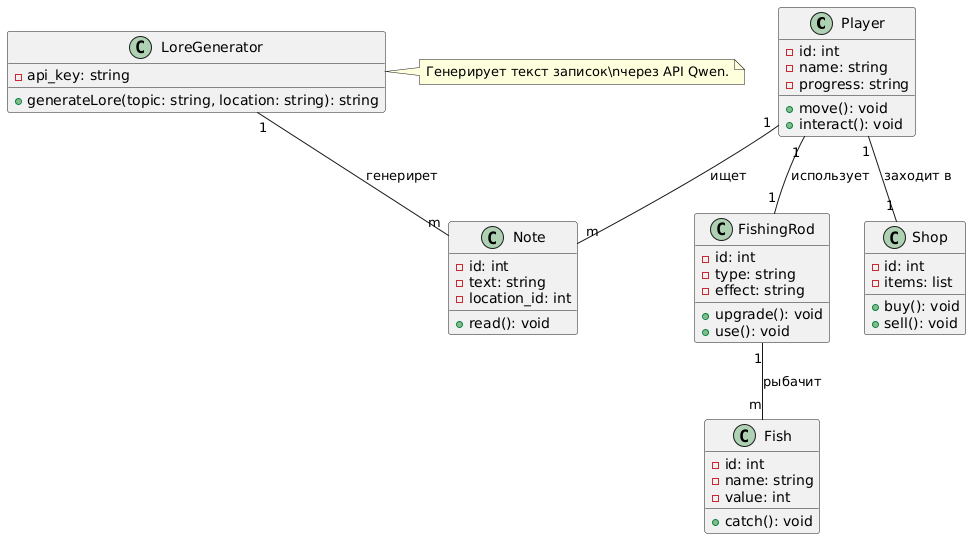 C LoreGenerator
api_key: string
generateLore(topic: string, location: string): string
Генерирует текст записок\nчерез API Qwen.
C Player
id: int
name: string
progress: string
move(): void
interact(): void
1
генерирет
m
1
ищет
m
1
использует
1
1
заходит в
1
C Note
id: int
text: string
location_id: int
read(): void
C FishingRod
id: int
type: string
effect: string
upgrade(): void
use(): void
C Shop
id: int
items: list
buy(): void
sell(): void
1
рыбачит
m
C Fish
id: int
name: string
value: int
catch(): void